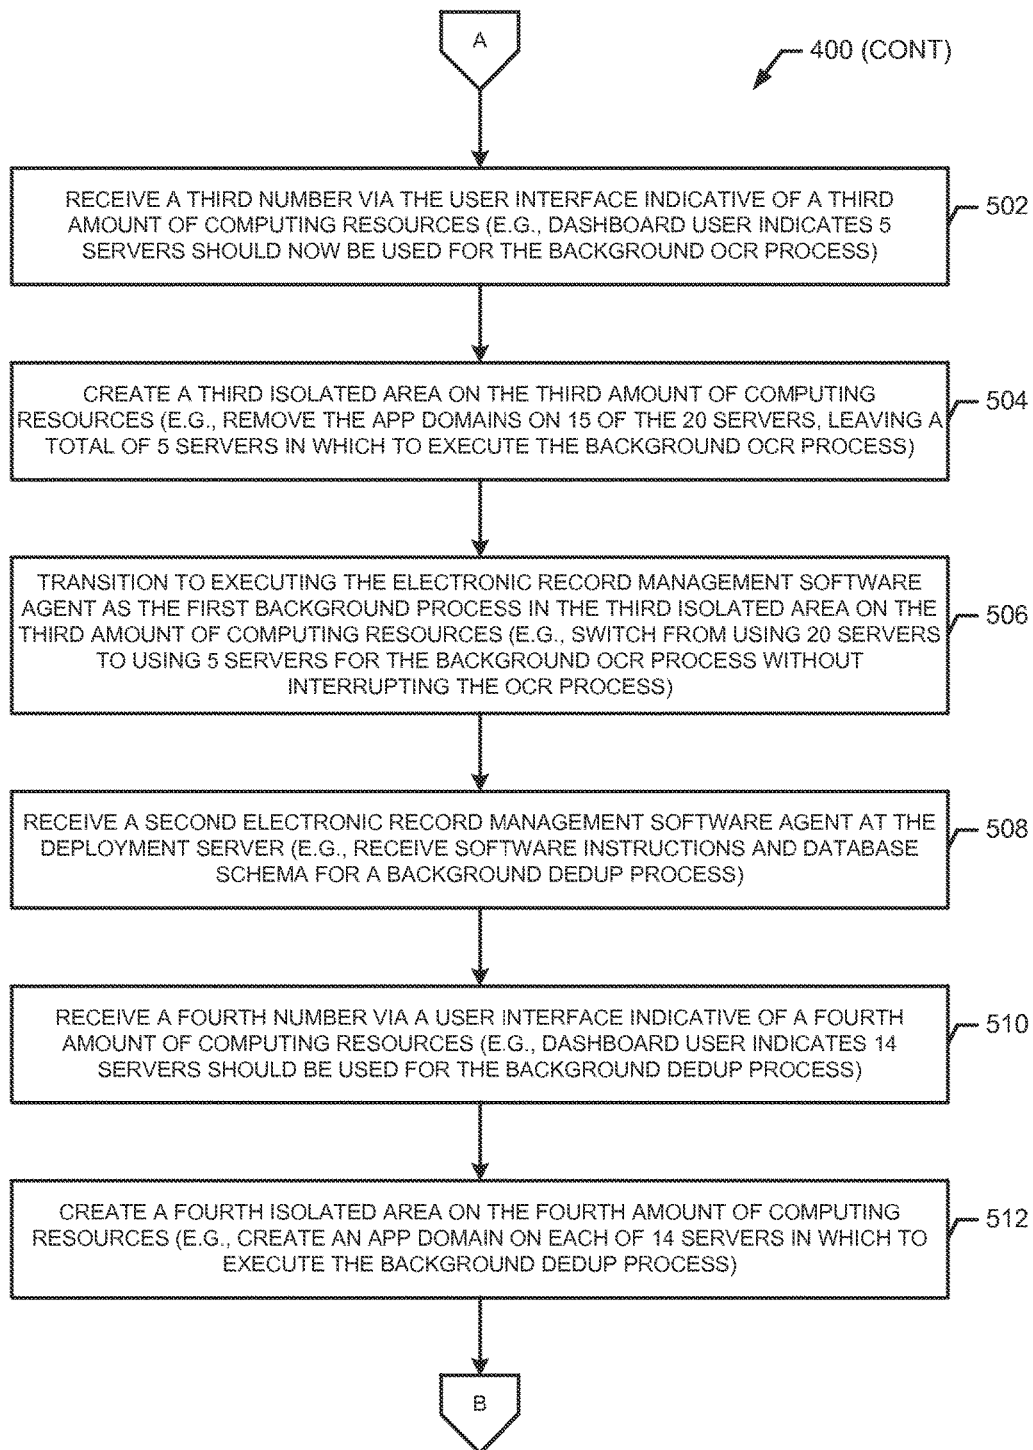 A
400 (CONT)
RECEIVE A THIRD NUMBER VIA THE USER INTERFACE INDICATIVE OF A THIRD
AMOUNT OF COMPUTING RESOURCES (E.G., DASHBOARD USER INDICATES 5
SERVERS SHOULD NOW BE USED FOR THE BACKGROUND OCR PROCESS)
502
CREATE A THIRD ISOLATED AREA ON THE THIRD AMOUNT OF COMPUTING
RESOURCES (E.G., REMOVE THE APP DOMAINS ON 15 OF THE 20 SERVERS, LEAVING A
TOTAL OF 5 SERVERS IN WHICH TO EXECUTE THE BACKGROUND OCR PROCESS)
504
TRANSITION TO EXECUTING THE ELECTRONIC RECORD MANAGEMENT SOFTWARE
AGENT AS THE FIRST BACKGROUND PROCESS IN THE THIRD ISOLATED AREA ON THE
THIRD AMOUNT OF COMPUTING RESOURCES (E.G., SWITCH FROM USING 20 SERVERS
TO USING 5 SERVERS FOR THE BACKGROUND OCR PROCESS WITHOUT
INTERRUPTING THE OCR PROCESS)
506
RECEIVE A SECOND ELECTRONIC RECORD MANAGEMENT SOFTWARE AGENT AT THE
DEPLOYMENT SERVER (E.G., RECEIVE SOFTWARE INSTRUCTIONS AND DATABASE
SCHEMA FOR A BACKGROUND DEDUP PROCESS)
508
RECEIVE A FOURTH NUMBER VIA A USER INTERFACE INDICATIVE OF A FOURTH
AMOUNT OF COMPUTING RESOURCES (E.G., DASHBOARD USER INDICATES 14
SERVERS SHOULD BE USED FOR THE BACKGROUND DEDUP PROCESS)
510
CREATE A FOURTH ISOLATED AREA ON THE FOURTH AMOUNT OF COMPUTING
RESOURCES (E.G., CREATE AN APP DOMAIN ON EACH OF 14 SERVERS IN WHICH TO
EXECUTE THE BACKGROUND DEDUP PROCESS)
512
B